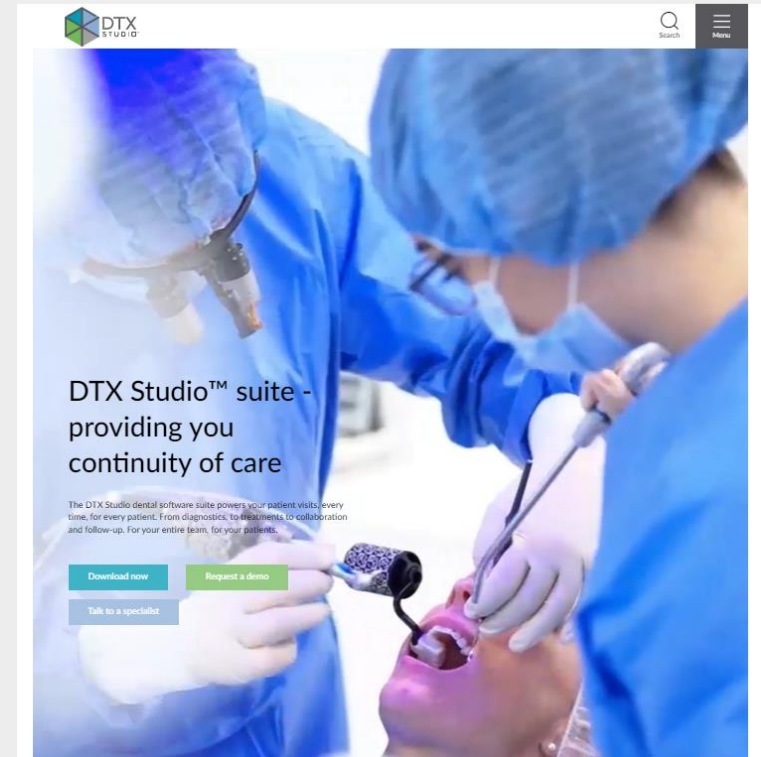 DTX
STUDIO
Search
Menu
DTX Studio™ suite -
providing you
continuity of care
The DTX Studio dental software suite powers your patient visits, every
time, for every patient. From diagnostics, to treatments to collaboration
and follow-up. For your entire team, for your patients.
Download now
Request a demo
Talk to a specialist